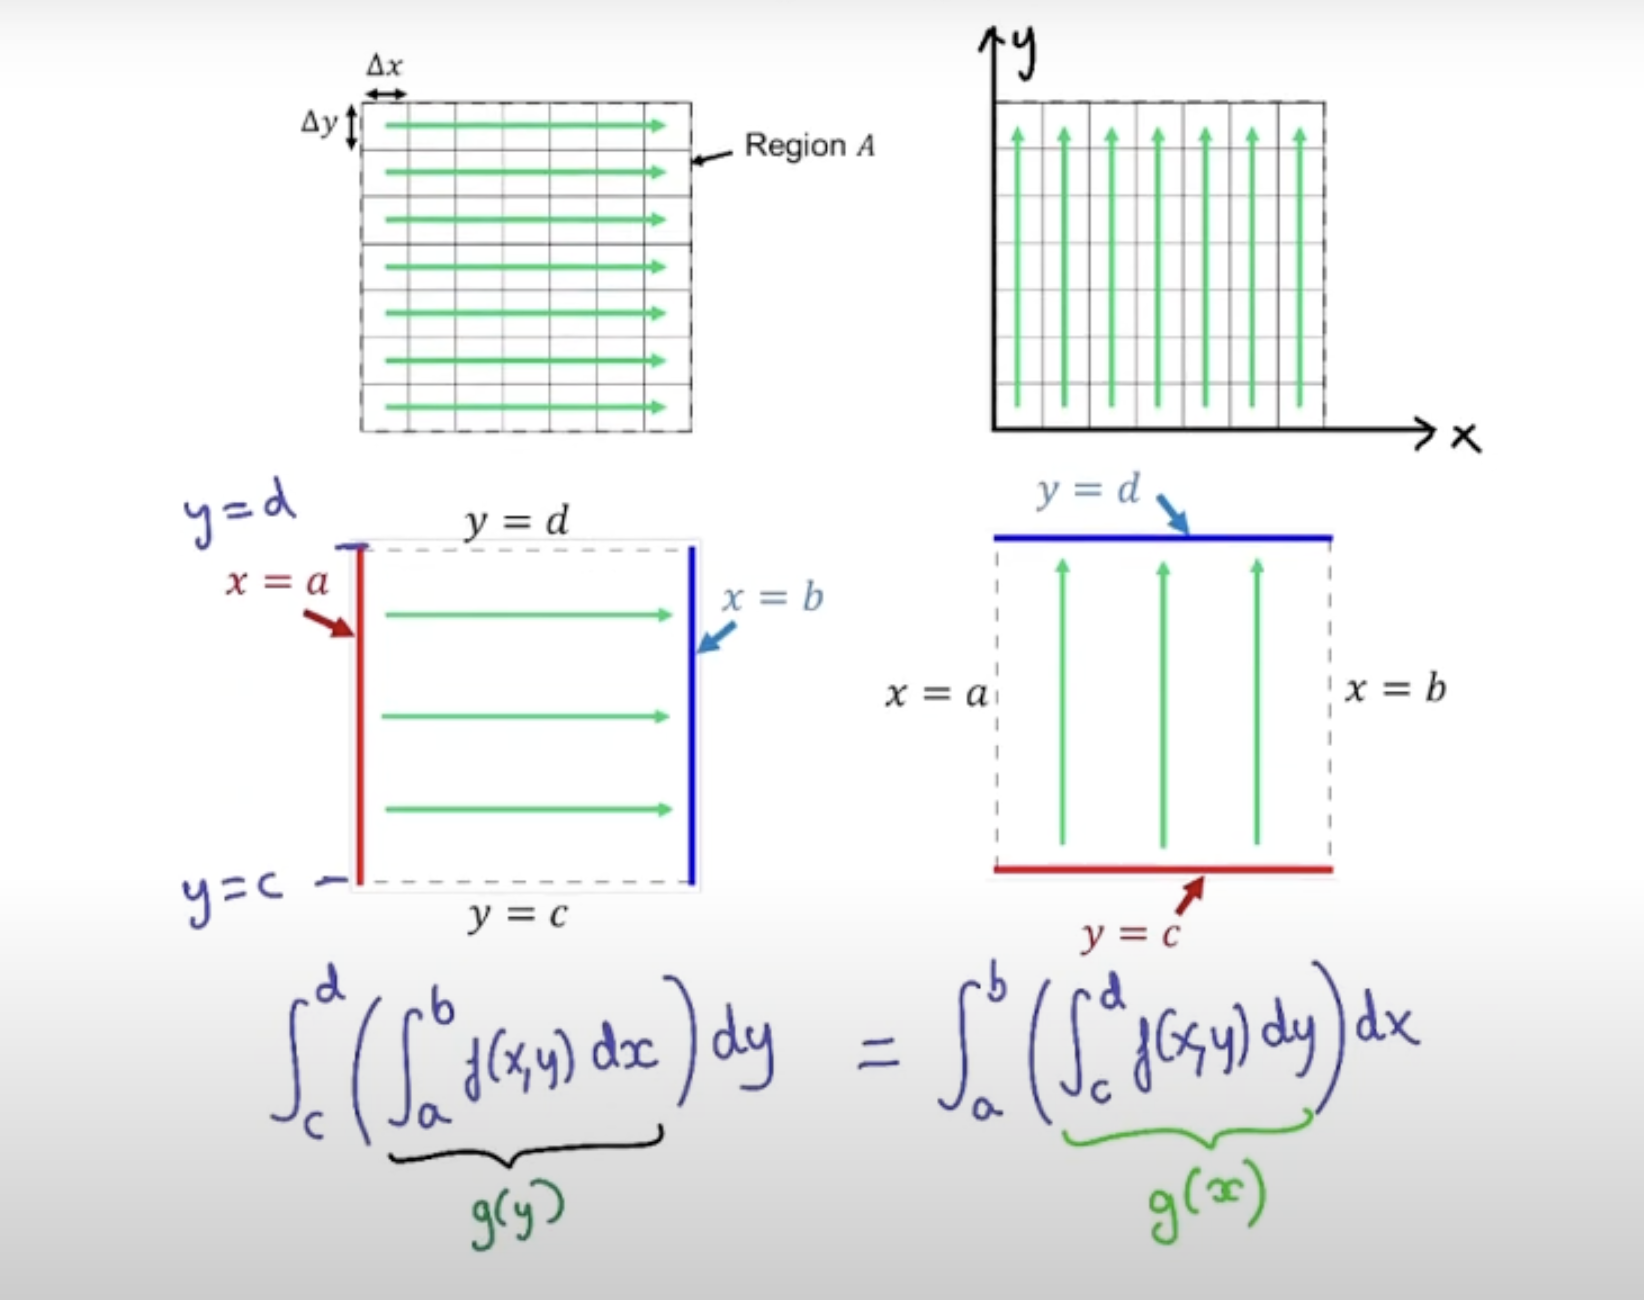 Δx
Δy
Region A
y
x
y=d
y = d
x = a
x = b
y=c
y = c
y = d
x = a
x = b
y = c
∫_c^d (∫_a^b f(x,y) dx) dy = ∫_a^b (∫_c^d f(x,y) dy) dx
g(y)
g(x)